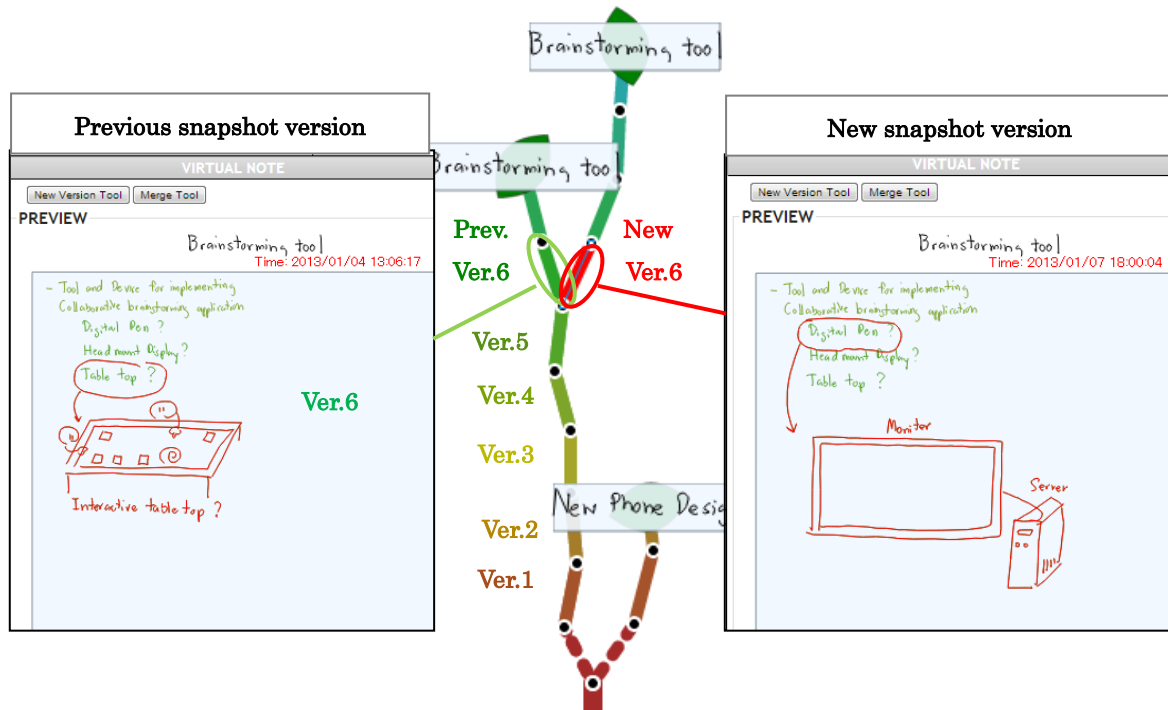 Brainstorming tool
Previous snapshot version
VIRTUAL NOTE
New Version Tool
Merge Tool
PREVIEW
Brainstorming tool
Time: 2013/01/04 13:06:17
- Tool and Device for implementing
Collaborative brainstorming application
Digital Pen ?
Head mount Display?
Table top ?
Ver.6
Interactive table top ?
Brainstorming tool
Prev.
Ver.6
New
Ver.6
Ver.5
Ver.4
Ver.3
New Phone Desig
Ver.2
Ver.1
New snapshot version
VIRTUAL NOTE
New Version Tool
Merge Tool
PREVIEW
Brainstorming tool
Time: 2013/01/07 18:00:04
- Tool and Device for implementing
Collaborative brainstorming application
Digital Pen ?
Head mount Display?
Table top ?
Monitor
Server